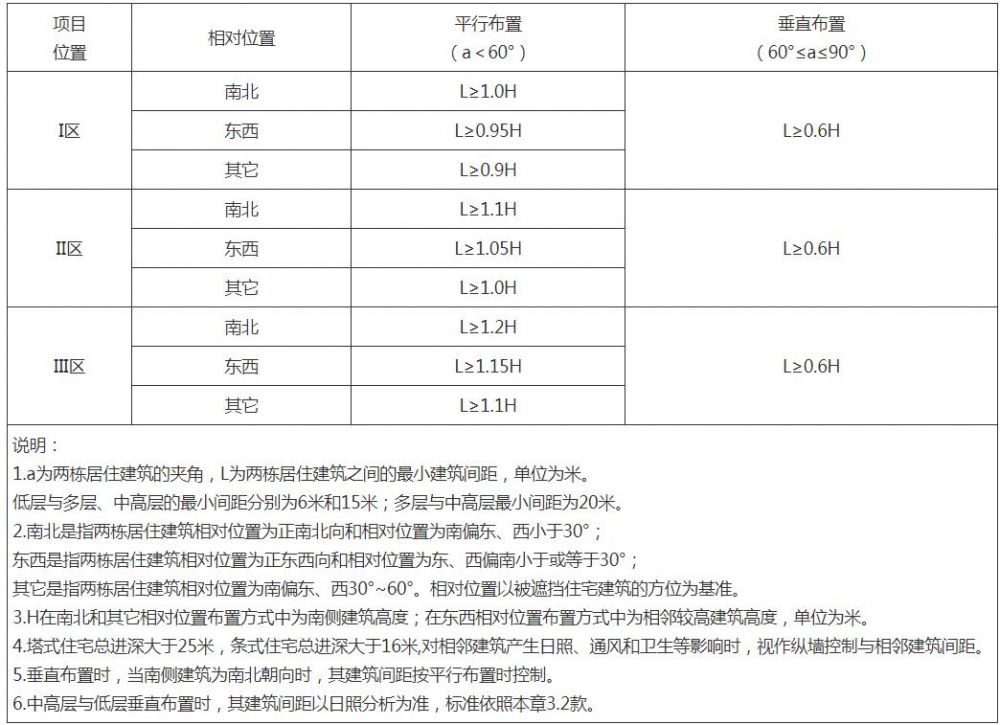 项目
位置
相对位置
平行布置
（a＜60°）
垂直布置
（60°≤a≤90°）
I区
南北
L≥1.0H
L≥0.6H
东西
L≥0.95H
其它
L≥0.9H
II区
南北
L≥1.1H
L≥0.6H
东西
L≥1.05H
其它
L≥1.0H
III区
南北
L≥1.2H
L≥0.6H
东西
L≥1.15H
其它
L≥1.1H
说明：
1.a为两栋居住建筑的夹角，L为两栋居住建筑之间的最小建筑间距，单位为米。
低层与多层、中高层的最小间距分别为6米和15米；多层与中高层最小间距为20米。
2.南北是指两栋居住建筑相对位置为正南北向和相对位置为南偏东、西小于30°；
东西是指两栋居住建筑相对位置为正东西向和相对位置为东、西偏南小于或等于30°；
其它是指两栋居住建筑相对位置为南偏东、西30°~60°。相对位置以被遮挡住宅建筑的方位为基准。
3.H在南北和其它相对位置布置方式中为南侧建筑高度；在东西相对位置布置方式中为相邻较高建筑高度，单位为米。
4.塔式住宅总进深大于25米，条式住宅总进深大于16米,对相邻建筑产生日照、通风和卫生等影响时，视作纵墙控制与相邻建筑间距。
5.垂直布置时，当南侧建筑为南北朝向时，其建筑间距按平行布置时控制。
6.中高层与低层垂直布置时，其建筑间距以日照分析为准，标准依照本章3.2款。